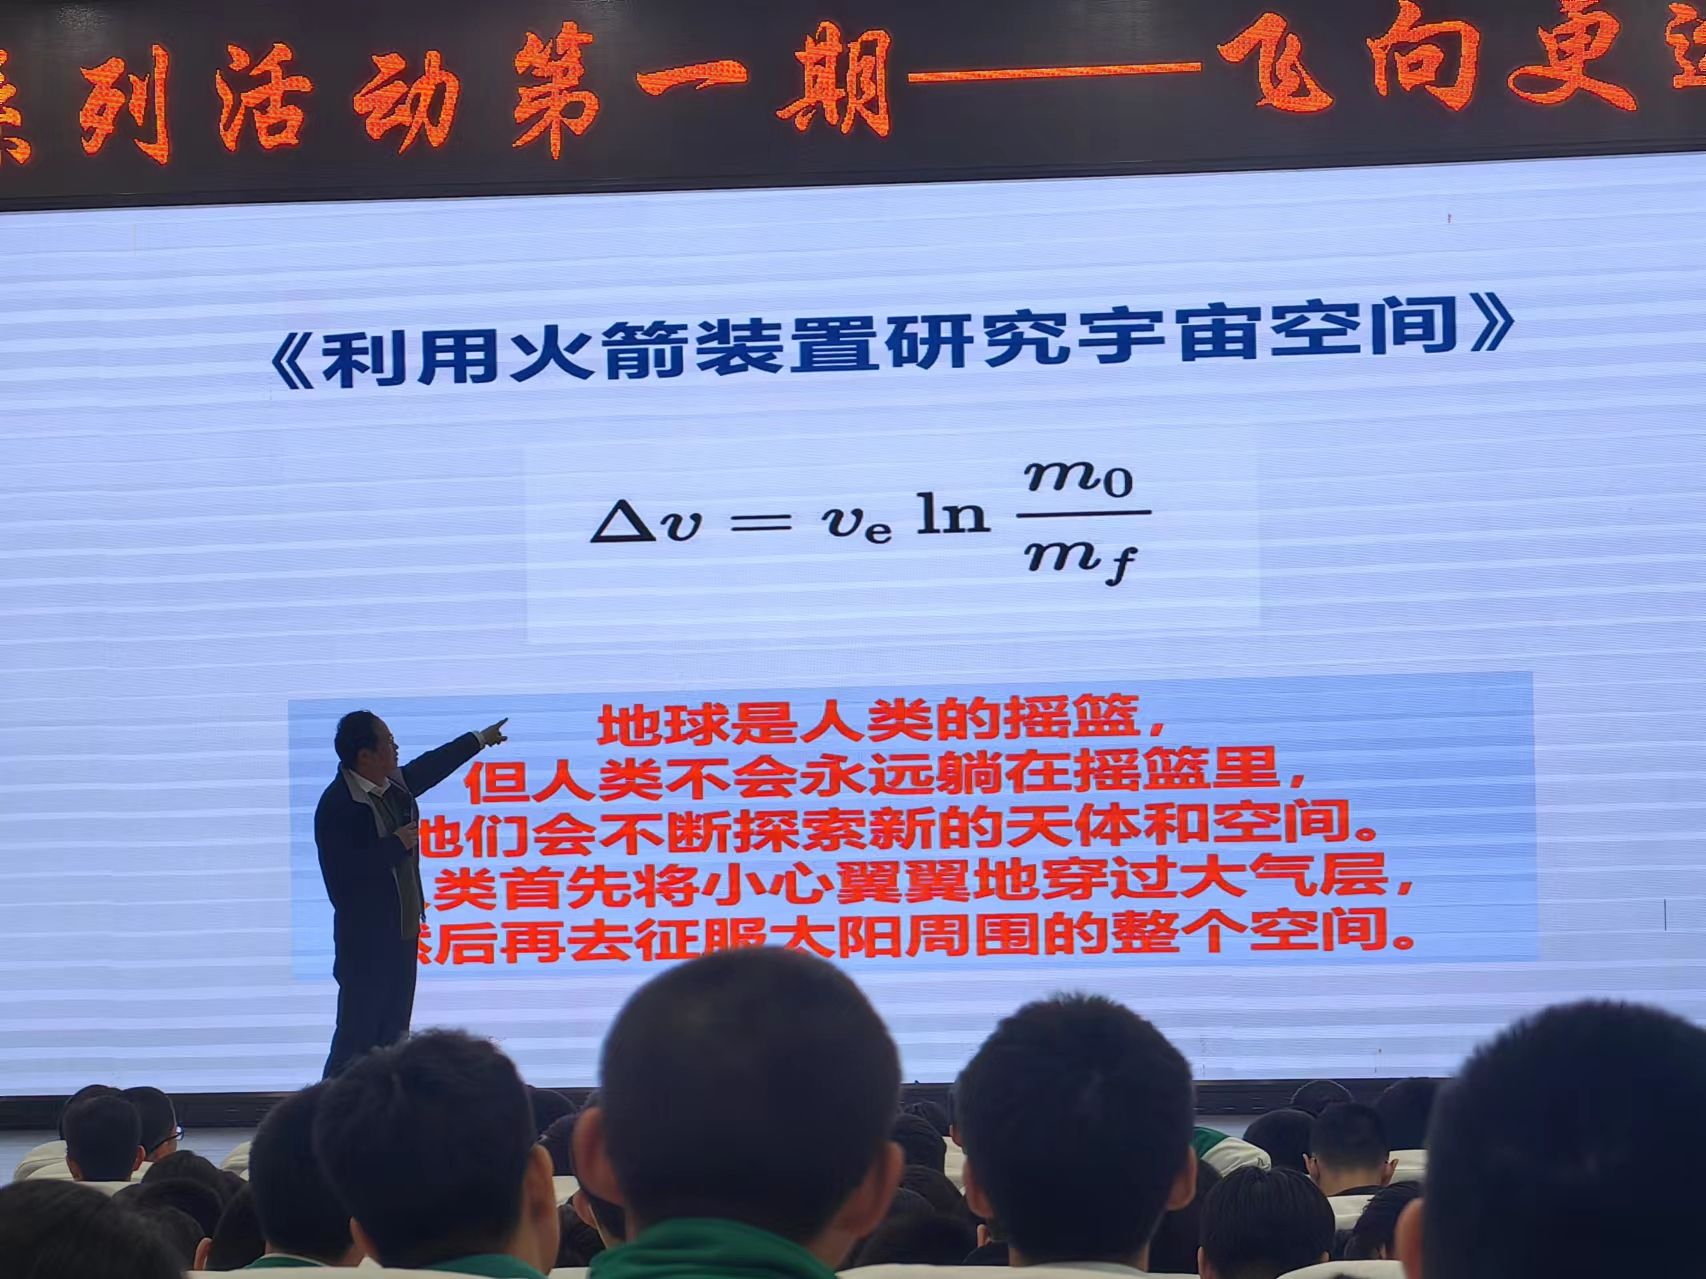 列活动第一期——飞向更
《利用火箭装置研究宇宙空间》
Δv = vₑ ln m₀/m_f
地球是人类的摇篮，
但人类不会永远躺在摇篮里，
他们会不断探索新的天体和空间。
类首先将小心翼翼地穿过大气层，
然后再去征服太阳周围的整个空间。